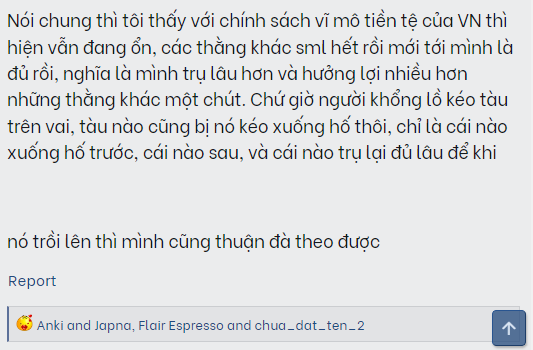 Nói chung thì tôi thấy với chính sách vĩ mô tiền tệ của VN thì
hiện vẫn đang ổn, các thằng khác sml hết rồi mới tới mình là
đủ rồi, nghĩa là mình trụ lâu hơn và hưởng lợi nhiều hơn
những thằng khác một chút. Chứ giờ người khổng lồ kéo tàu
trên vai, tàu nào cũng bị nó kéo xuống hố thôi, chỉ là cái nào
xuống hố trước, cái nào sau, và cái nào trụ lại đủ lâu để khi
nó trồi lên thì mình cũng thuận đà theo được
Report
Anki and Japna, Flair Espresso and chua_dat_ten_2